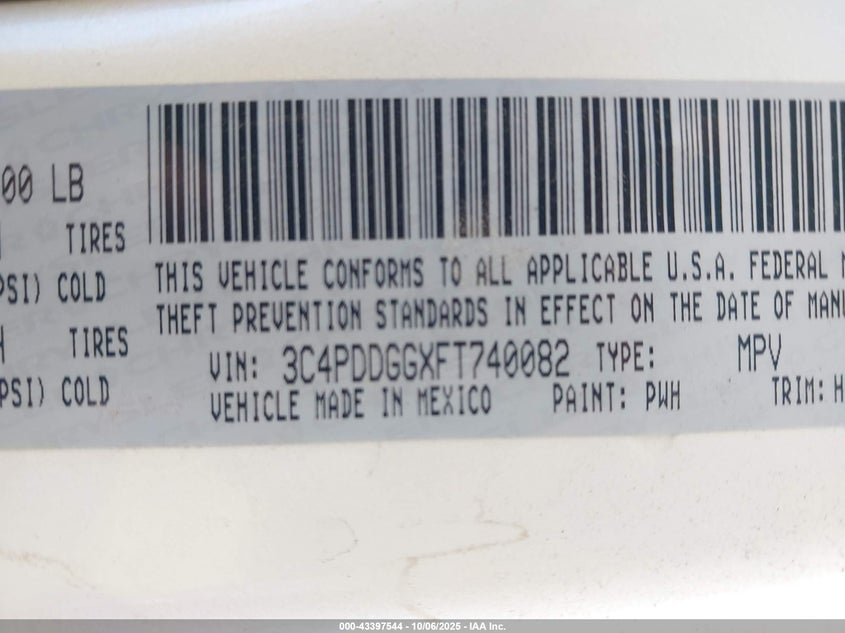 00 LB
TIRES
PSI) COLD
TIRES
PSI) COLD
THIS VEHICLE CONFORMS TO ALL APPLICABLE U.S.A. FEDERAL
THEFT PREVENTION STANDARDS IN EFFECT ON THE DATE OF MANU
VIN: 3C4PDDGGXFT740082 TYPE: MPV
VEHICLE MADE IN MEXICO PAINT: PWH TRIM: H
000-43397544 - 10/06/2025 - IAA Inc.